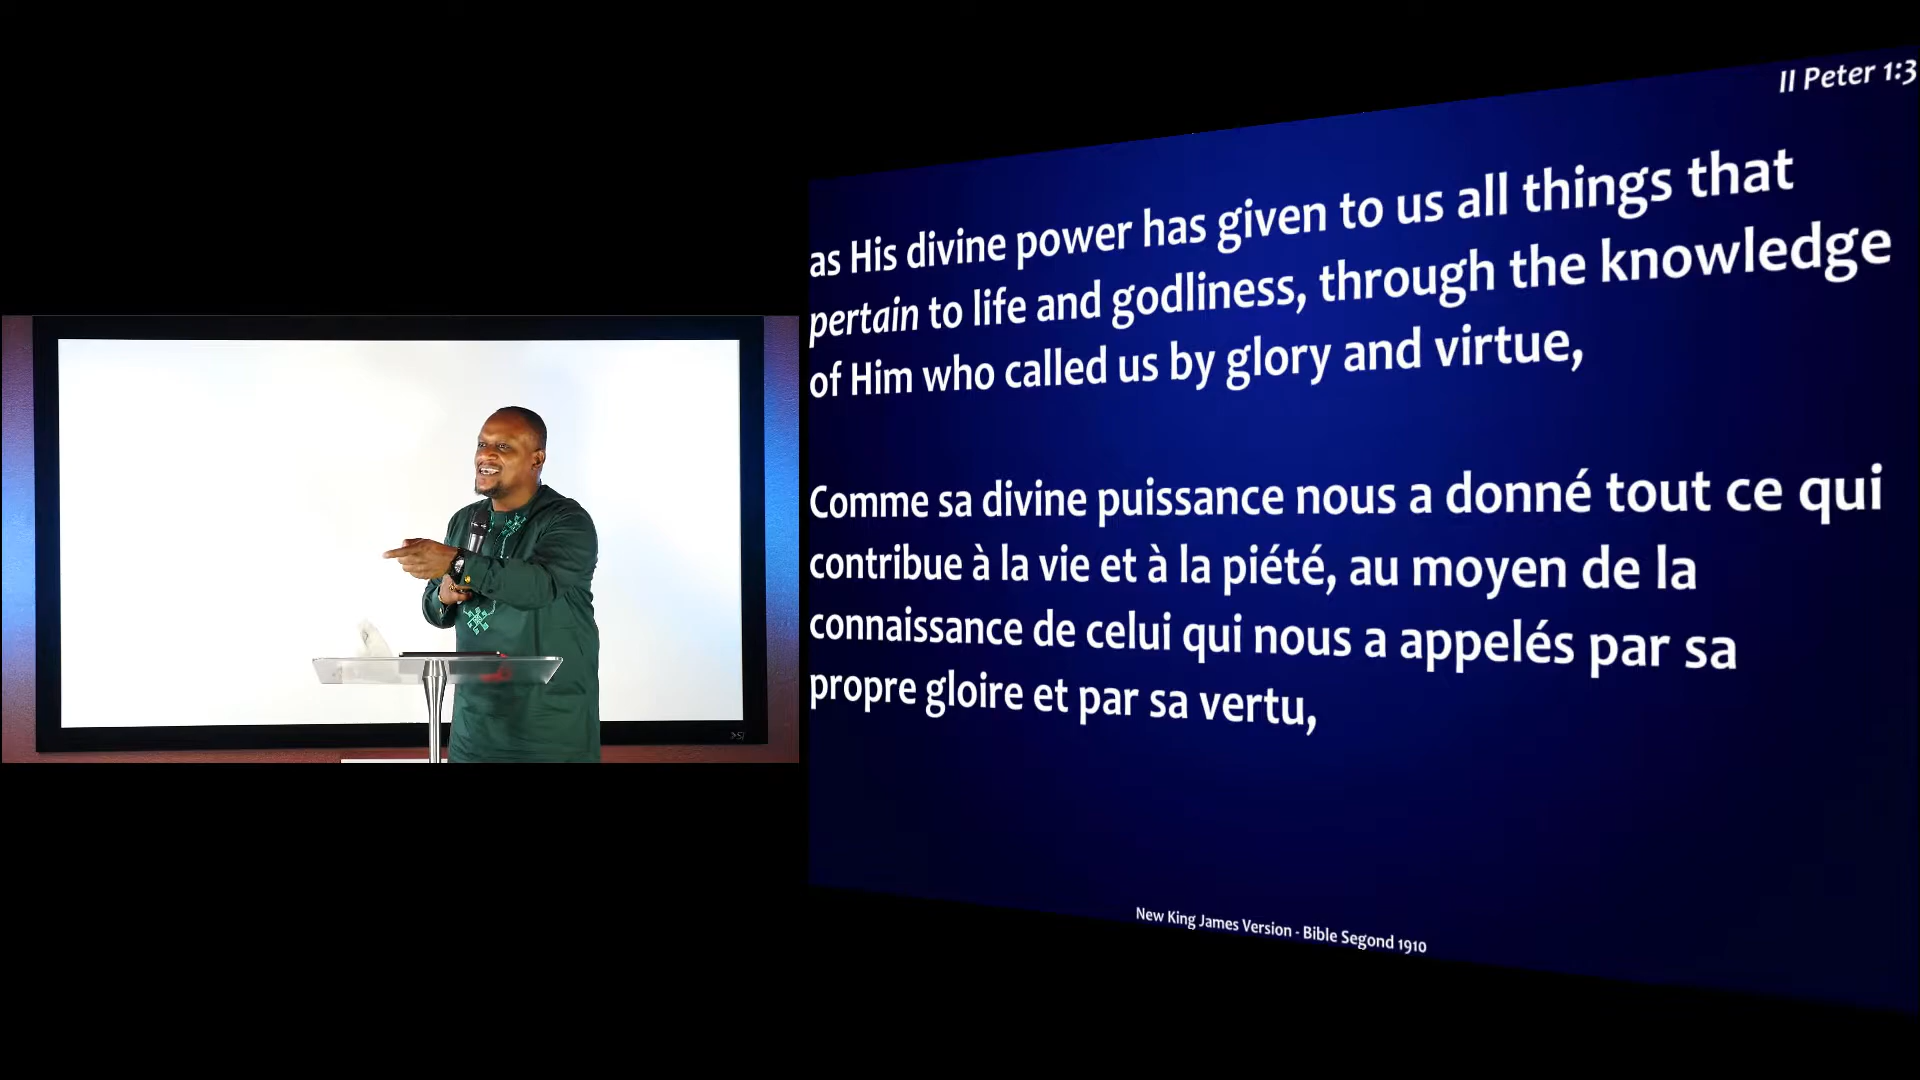 II Peter 1:3
as His divine power has given to us all things that
pertain to life and godliness, through the knowledge
of Him who called us by glory and virtue,
Comme sa divine puissance nous a donné tout ce qui
contribue à la vie et à la piété, au moyen de la
connaissance de celui qui nous a appelés par sa
propre gloire et par sa vertu,
New King James Version - Bible Segond 1910